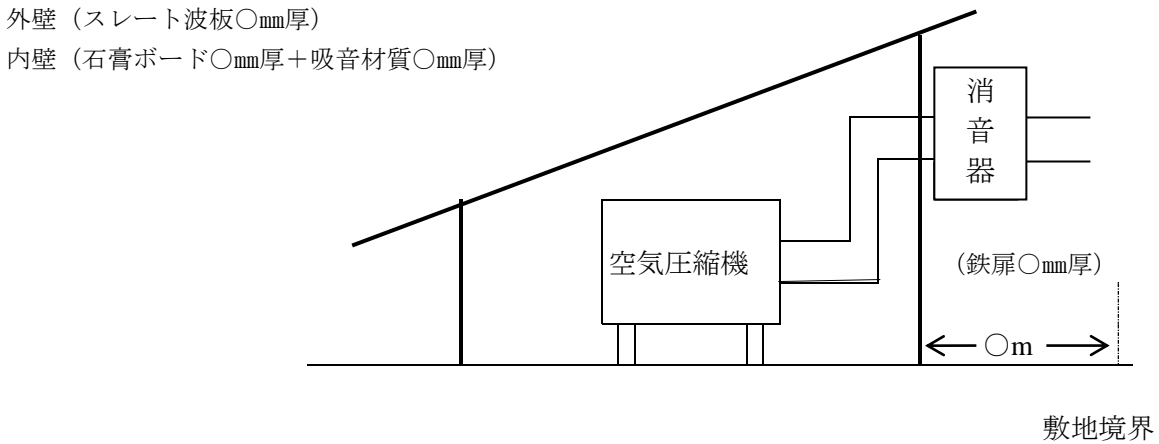 外壁（スレート波板○㎜厚）
内壁（石膏ボード○㎜厚＋吸音材質○㎜厚）
消音器
空気圧縮機
（鉄扉○㎜厚）
○m
敷地境界